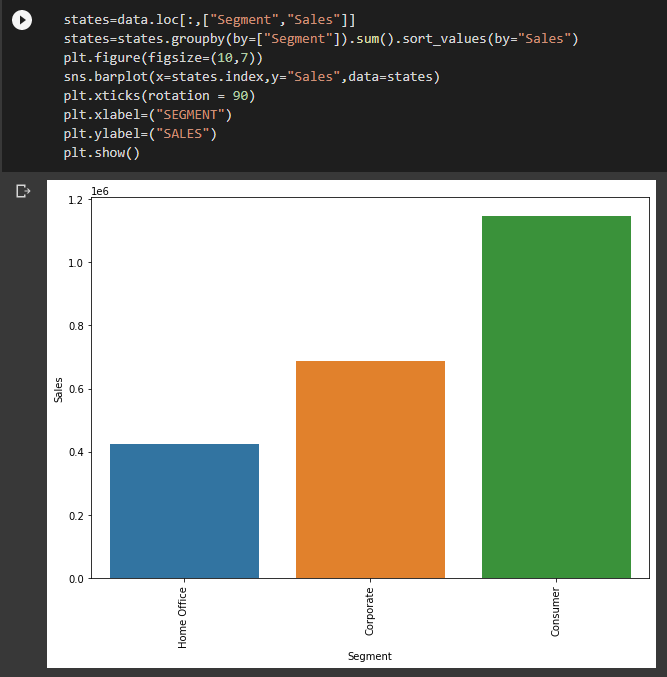 states=data.loc[:,["Segment","Sales"]]
states=states.groupby(by=["Segment"]).sum().sort_values(by="Sales")
plt.figure(figsize=(10,7))
sns.barplot(x=states.index,y="Sales",data=states)
plt.xticks(rotation = 90)
plt.xlabel=("SEGMENT")
plt.ylabel=("SALES")
plt.show()
1e6
1.2
1.0
0.8
0.6
0.4
0.2
0.0
Sales
Home Office
Corporate
Consumer
Segment